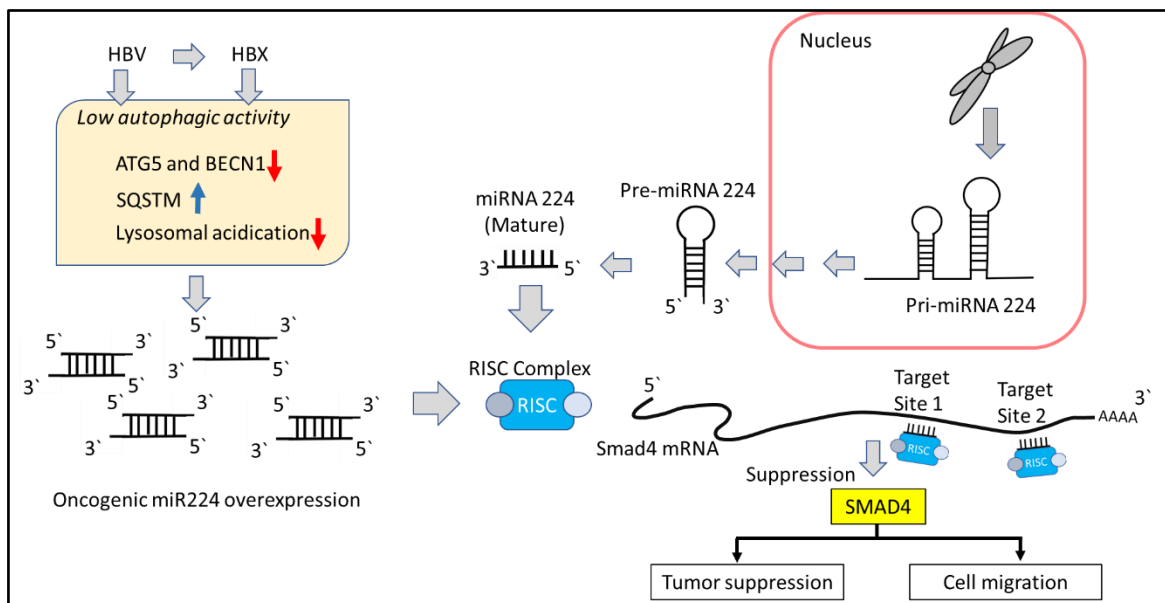 HBV
HBX
Low autophagic activity
ATG5 and BECN1
SQSTM
Lysosomal acidication
5`
3`
5`
3`
3`
5`
3`
5`
5`
3`
5`
3`
3`
5`
3`
5`
Oncogenic miR224 overexpression
Nucleus
Pri-miRNA 224
Pre-miRNA 224
5`
3`
miRNA 224
(Mature)
3`
5`
RISC Complex
RISC
5`
Smad4 mRNA
Target
Site 1
RISC
Target
Site 2
RISC
3`
AAAA
Suppression
SMAD4
Tumor suppression
Cell migration